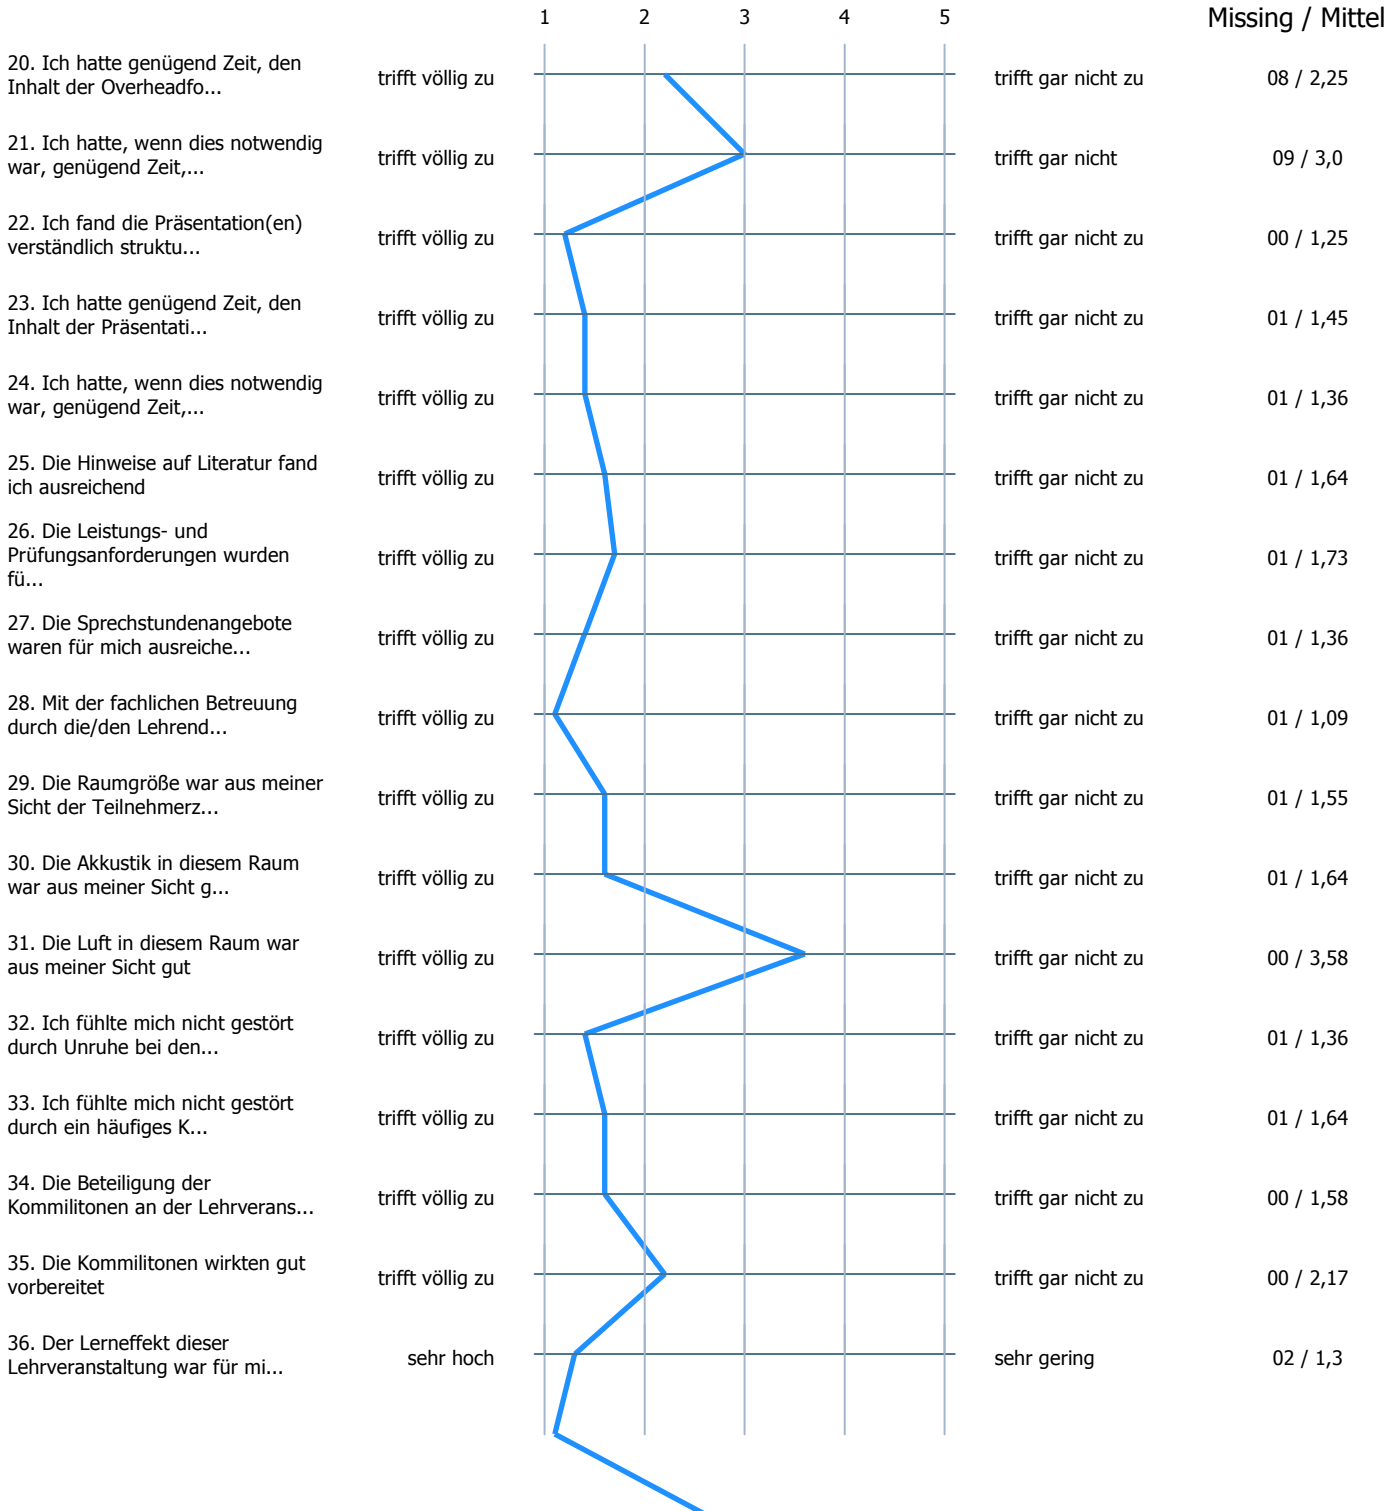 1 2 3 4 5 Missing / Mittel
20. Ich hatte genügend Zeit, den
Inhalt der Overheadfo...
trifft völlig zu trifft gar nicht zu 08 / 2,25
21. Ich hatte, wenn dies notwendig
war, genügend Zeit,...
trifft völlig zu trifft gar nicht 09 / 3,0
22. Ich fand die Präsentation(en)
verständlich struktu...
trifft völlig zu trifft gar nicht zu 00 / 1,25
23. Ich hatte genügend Zeit, den
Inhalt der Präsentati...
trifft völlig zu trifft gar nicht zu 01 / 1,45
24. Ich hatte, wenn dies notwendig
war, genügend Zeit,...
trifft völlig zu trifft gar nicht zu 01 / 1,36
25. Die Hinweise auf Literatur fand
ich ausreichend
trifft völlig zu trifft gar nicht zu 01 / 1,64
26. Die Leistungs- und
Prüfungsanforderungen wurden
fü...
trifft völlig zu trifft gar nicht zu 01 / 1,73
27. Die Sprechstundenangebote
waren für mich ausreiche...
trifft völlig zu trifft gar nicht zu 01 / 1,36
28. Mit der fachlichen Betreuung
durch die/den Lehrend...
trifft völlig zu trifft gar nicht zu 01 / 1,09
29. Die Raumgröße war aus meiner
Sicht der Teilnehmerz...
trifft völlig zu trifft gar nicht zu 01 / 1,55
30. Die Akkustik in diesem Raum
war aus meiner Sicht g...
trifft völlig zu trifft gar nicht zu 01 / 1,64
31. Die Luft in diesem Raum war
aus meiner Sicht gut
trifft völlig zu trifft gar nicht zu 00 / 3,58
32. Ich fühlte mich nicht gestört
durch Unruhe bei den...
trifft völlig zu trifft gar nicht zu 01 / 1,36
33. Ich fühlte mich nicht gestört
durch ein häufiges K...
trifft völlig zu trifft gar nicht zu 01 / 1,64
34. Die Beteiligung der
Kommilitonen an der Lehrverans...
trifft völlig zu trifft gar nicht zu 00 / 1,58
35. Die Kommilitonen wirkten gut
vorbereitet
trifft völlig zu trifft gar nicht zu 00 / 2,17
36. Der Lerneffekt dieser
Lehrveranstaltung war für mi...
sehr hoch sehr gering 02 / 1,3